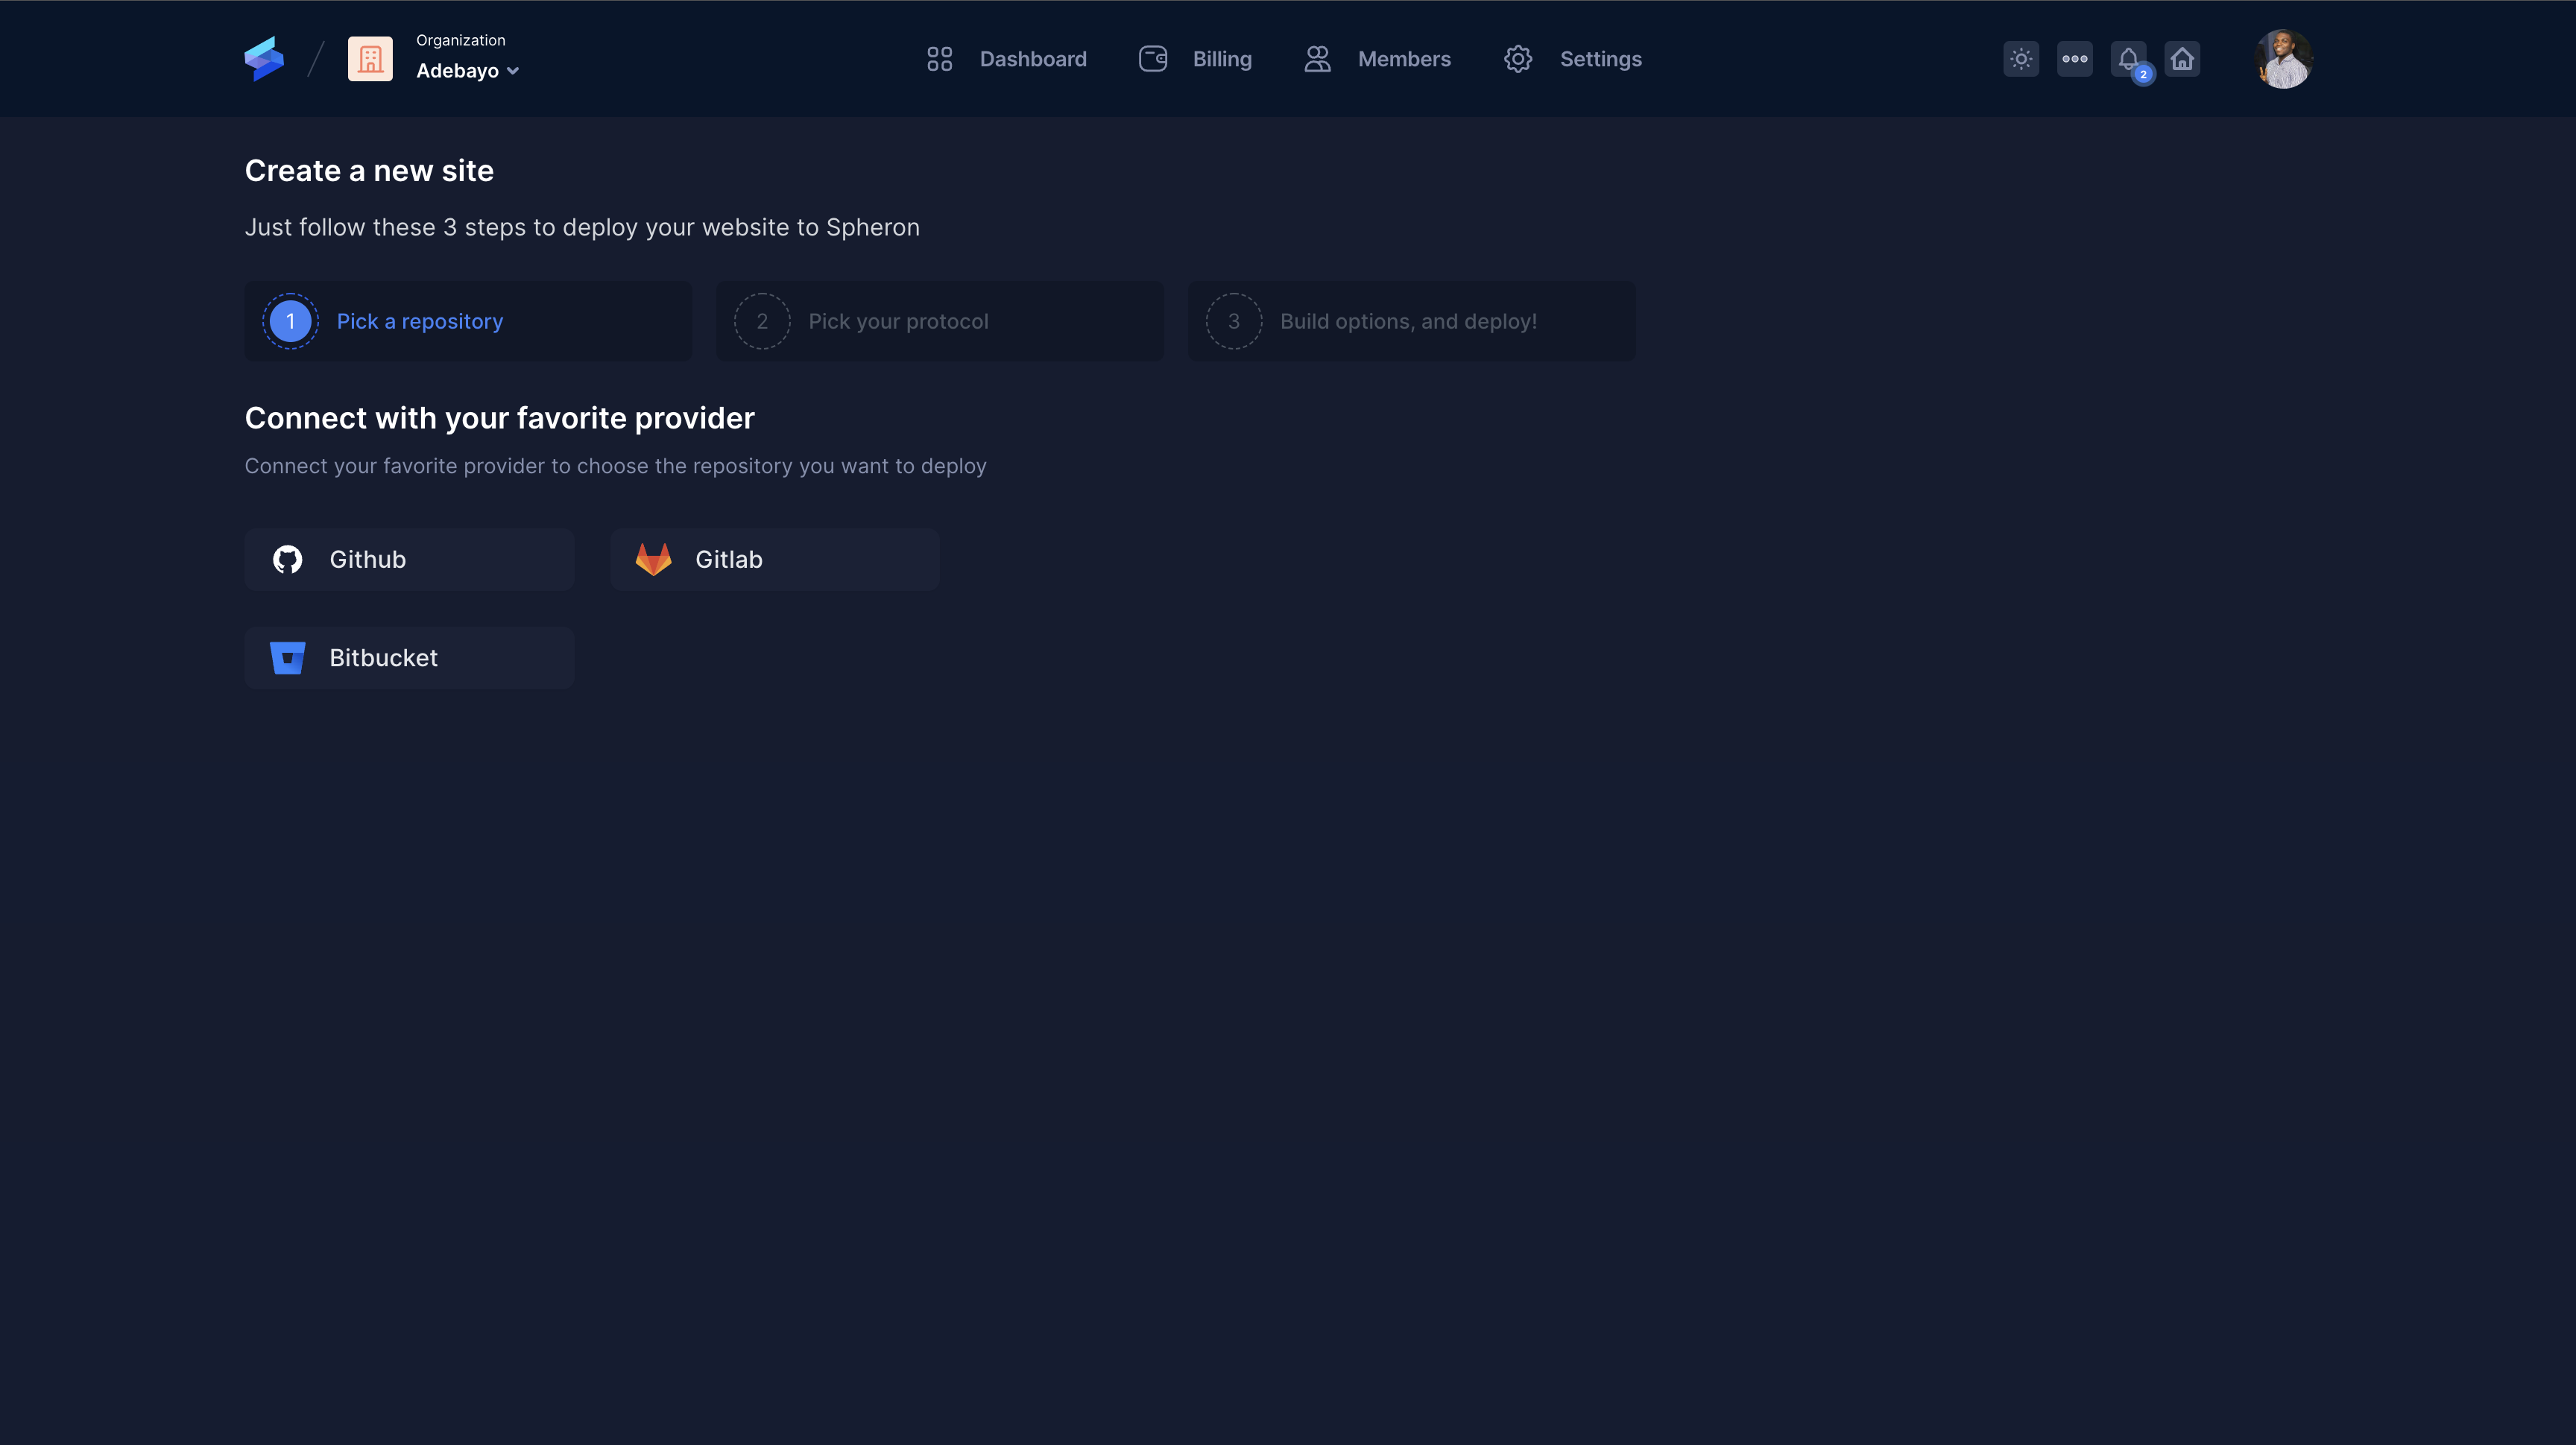 Organization
Adebayo
Dashboard
Billing
Members
Settings
2
Create a new site
Just follow these 3 steps to deploy your website to Spheron
1 Pick a repository
2 Pick your protocol
3 Build options, and deploy!
Connect with your favorite provider
Connect your favorite provider to choose the repository you want to deploy
Github
Gitlab
Bitbucket